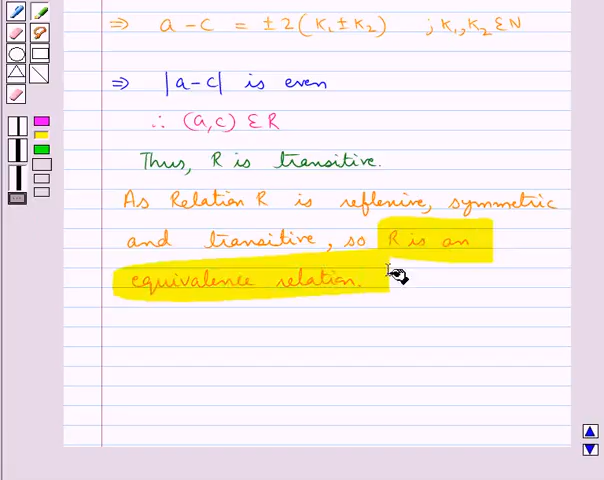 ⇒ a - c = ± 2 ( K₁ ± K₂ ) ; K₁, K₂ ∈ N
⇒ |a - c| is even
∴ (a, c) ∈ R
Thus, R is transitive.
As Relation R is reflexive, symmetric
and transitive, so R is an
equivalence relation.